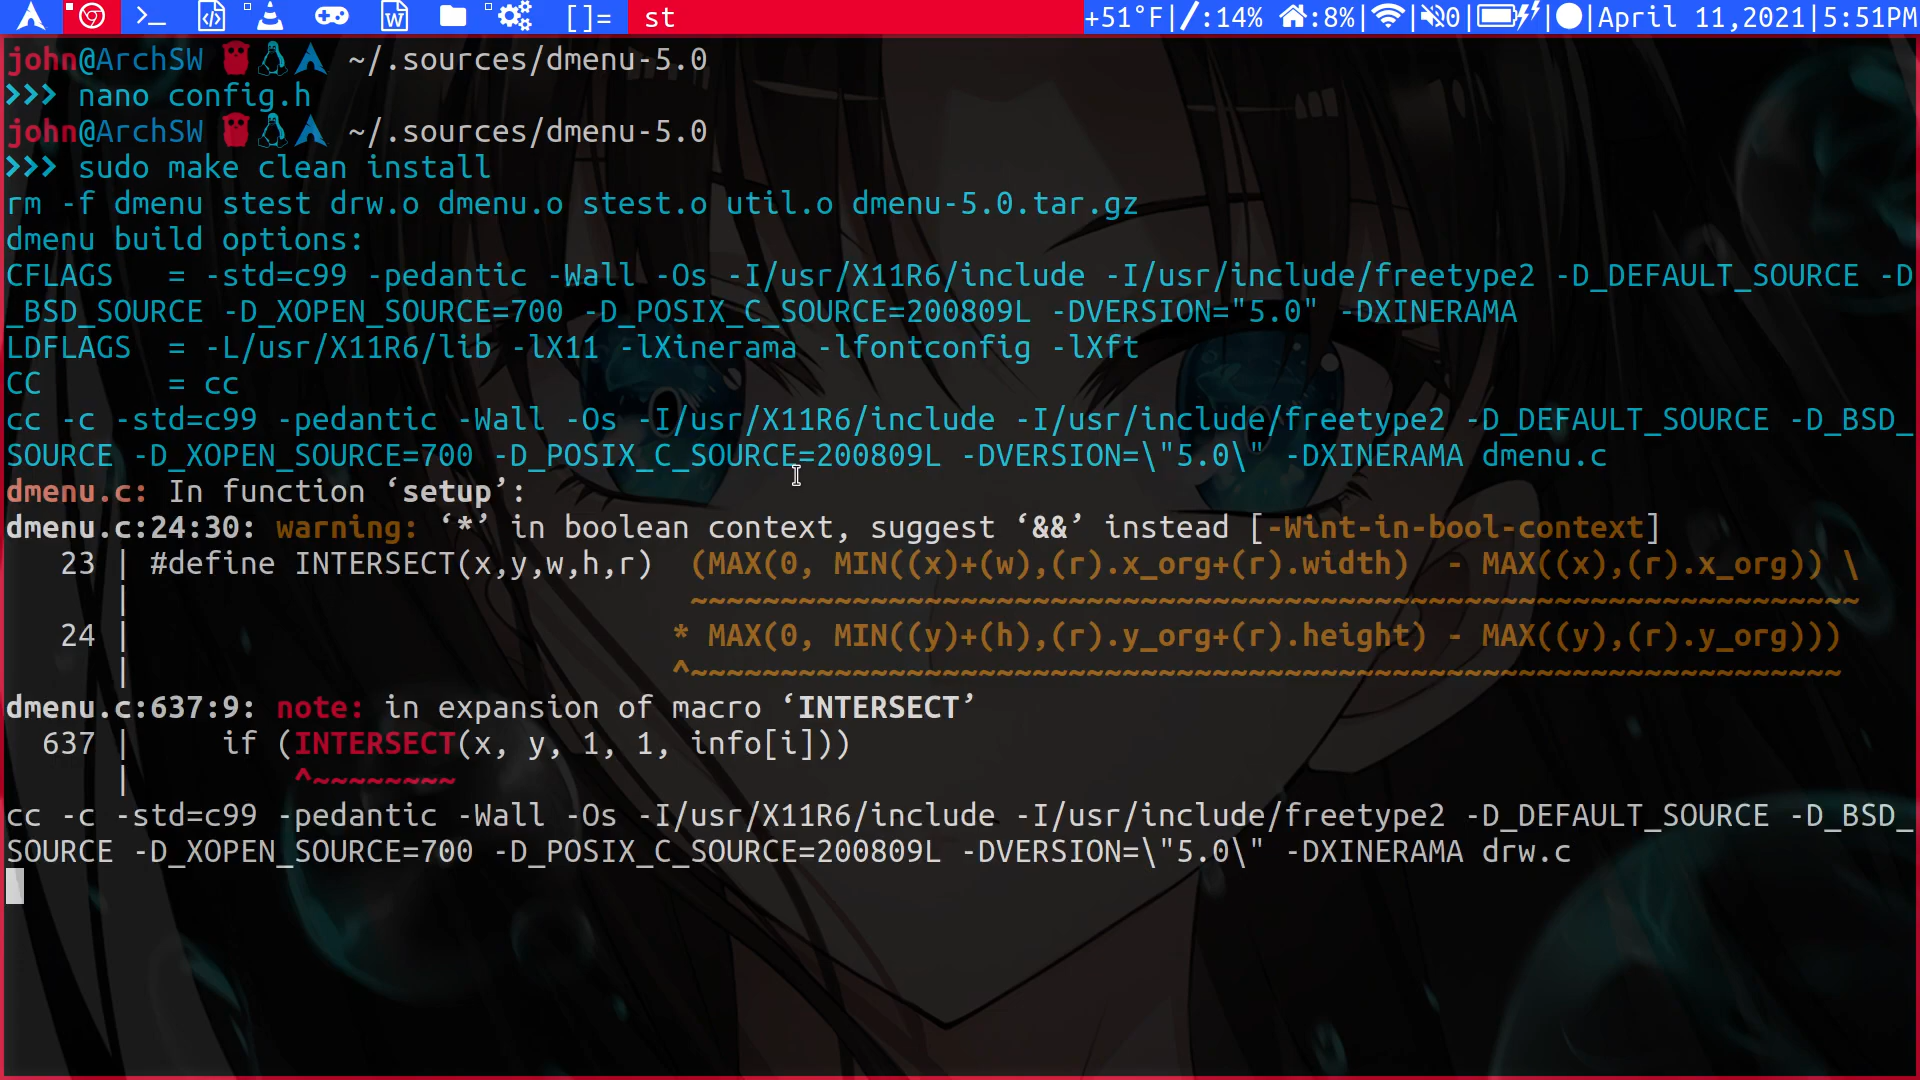 []= st +51°F|/:14% :8%| | 0| | |April 11,2021|5:51PM
john@ArchSW ~/.sources/dmenu-5.0
>>> nano config.h
john@ArchSW ~/.sources/dmenu-5.0
>>> sudo make clean install
rm -f dmenu stest drw.o dmenu.o stest.o util.o dmenu-5.0.tar.gz
dmenu build options:
CFLAGS   = -std=c99 -pedantic -Wall -Os -I/usr/X11R6/include -I/usr/include/freetype2 -D_DEFAULT_SOURCE -D
_BSD_SOURCE -D_XOPEN_SOURCE=700 -D_POSIX_C_SOURCE=200809L -DVERSION="5.0" -DXINERAMA
LDFLAGS  = -L/usr/X11R6/lib -lX11 -lXinerama -lfontconfig -lXft
CC       = cc
cc -c -std=c99 -pedantic -Wall -Os -I/usr/X11R6/include -I/usr/include/freetype2 -D_DEFAULT_SOURCE -D_BSD_
SOURCE -D_XOPEN_SOURCE=700 -D_POSIX_C_SOURCE=200809L -DVERSION=\"5.0\" -DXINERAMA dmenu.c
dmenu.c: In function ‘setup’:
dmenu.c:24:30: warning: ‘*’ in boolean context, suggest ‘&&’ instead [-Wint-in-bool-context]
   23 | #define INTERSECT(x,y,w,h,r)  (MAX(0, MIN((x)+(w),(r).x_org+(r).width)  - MAX((x),(r).x_org)) \
      |                               ~~~~~~~~~~~~~~~~~~~~~~~~~~~~~~~~~~~~~~~~~~~~~~~~~~~~~~~~~~~~~~~~~
   24 |                              * MAX(0, MIN((y)+(h),(r).y_org+(r).height) - MAX((y),(r).y_org)))
      |                              ^~~~~~~~~~~~~~~~~~~~~~~~~~~~~~~~~~~~~~~~~~~~~~~~~~~~~~~~~~~~~~~~~
dmenu.c:637:9: note: in expansion of macro ‘INTERSECT’
  637 |     if (INTERSECT(x, y, 1, 1, info[i]))
      |         ^~~~~~~~~
cc -c -std=c99 -pedantic -Wall -Os -I/usr/X11R6/include -I/usr/include/freetype2 -D_DEFAULT_SOURCE -D_BSD_
SOURCE -D_XOPEN_SOURCE=700 -D_POSIX_C_SOURCE=200809L -DVERSION=\"5.0\" -DXINERAMA drw.c